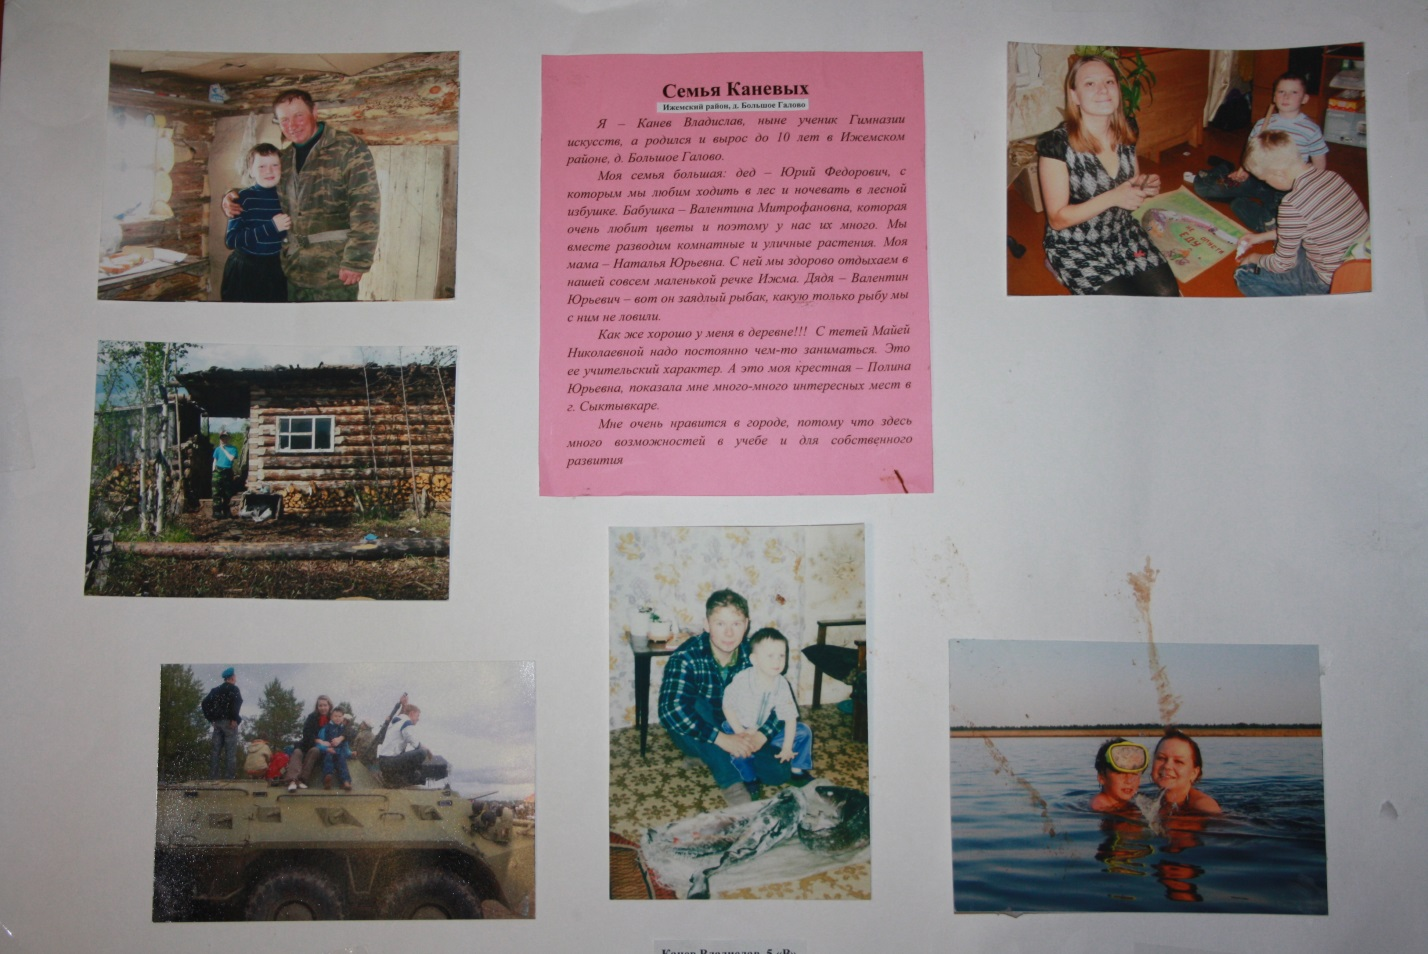 Семья Каневых
Ижемский район, д. Большое Галово
Я – Канев Владислав, ныне ученик Гимназии
искусств, а родился и вырос до 10 лет в Ижемском
районе, д. Большое Галово.
Моя семья большая: дед – Юрий Федорович, с
которым мы любим ходить в лес и ночевать в лесной
избушке. Бабушка – Валентина Митрофановна, которая
очень любит цветы и поэтому у нас их много. Мы
вместе разводим комнатные и уличные растения. Моя
мама – Наталья Юрьевна. С ней мы здорово отдыхаем в
нашей совсем маленькой речке Ижма. Дядя – Валентин
Юрьевич – вот он заядлый рыбак, какую только рыбу мы
с ним не ловили.
Как же хорошо у меня в деревне!!! С тетей Майей
Николаевной надо постоянно чем-то заниматься. Это
ее учительский характер. А это моя крестная – Полина
Юрьевна, показала мне много-много интересных мест в
г. Сыктывкаре.
Мне очень нравится в городе, потому что здесь
много возможностей в учебе и для собственного
развития
ЕДУ
Канев Владислав, 5 «В»